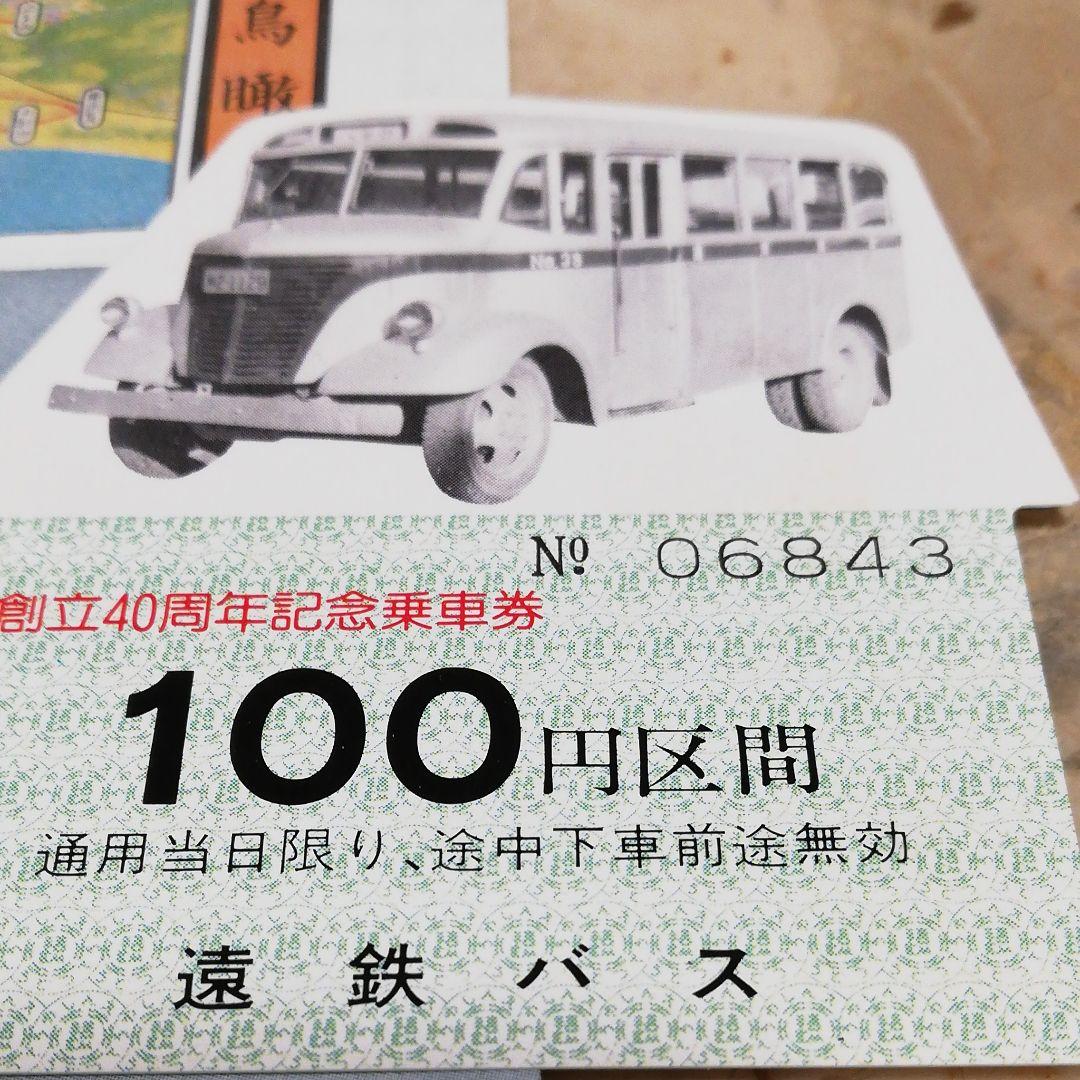 鳥瞰
No.33
No 06843
創立40周年記念乗車券
100円区間
通用当日限り、途中下車前途無効
遠鉄バス